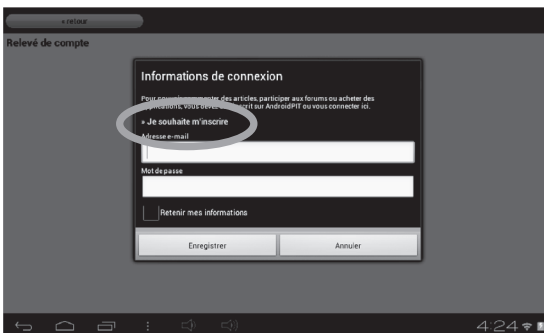 « retour
Relevé de compte
Informations de connexion
Pour pouvoir commenter des articles, participer aux forums ou acheter des
applications, vous devez être inscrit sur AndroidPIT ou vous connecter ici.
» Je souhaite m'inscrire
Adresse e-mail
Mot de passe
Retenir mes informations
Enregistrer
Annuler
4:24